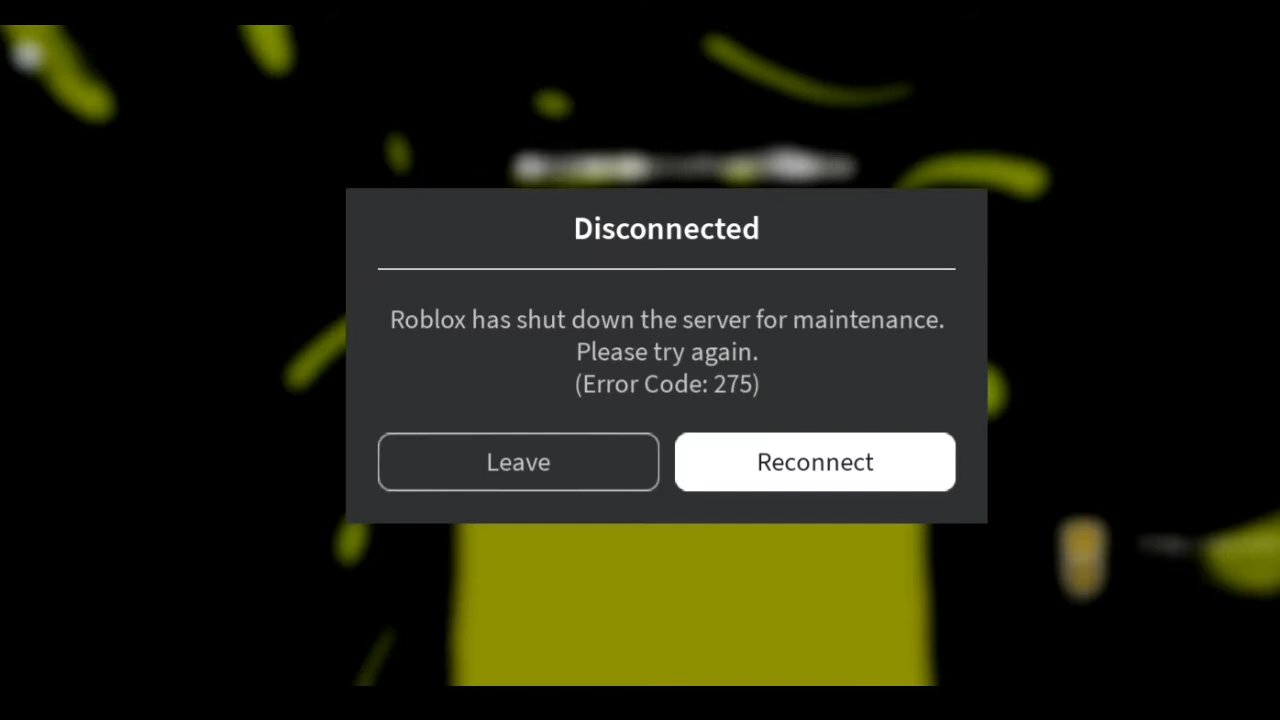 Disconnected
Roblox has shut down the server for maintenance.
Please try again.
(Error Code: 275)
Leave
Reconnect